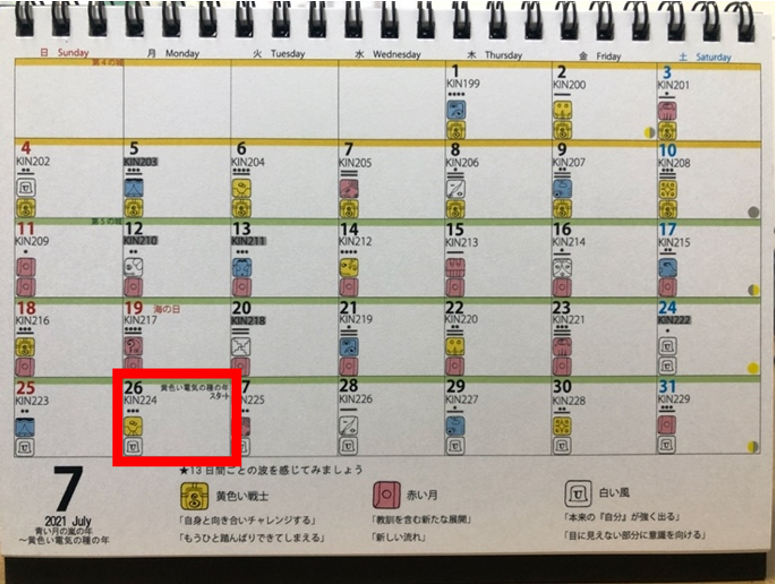 日 Sunday 月 Monday 火 Tuesday 水 Wednesday 木 Thursday 金 Friday 土 Saturday
第4の城
1 2 3
KIN199 KIN200 KIN201
4 5 6 7 8 9 10
KIN202 KIN203 KIN204 KIN205 KIN206 KIN207 KIN208
第5の城
11 12 13 14 15 16 17
KIN209 KIN210 KIN211 KIN212 KIN213 KIN214 KIN215
18 19 海の日 20 21 22 23 24
KIN216 KIN217 KIN218 KIN219 KIN220 KIN221 KIN222
25 26 黄色い電気の種の年 7 28 29 30 31
スタート
KIN223 KIN224 225 KIN226 KIN227 KIN228 KIN229
★13日間ごとの波を感じてみましょう
7
2021 July
青い月の嵐の年
～黄色い電気の種の年
黄色い戦士
「自身と向き合いチャレンジする」
「もうひと踏んばりできてしまえる」
赤い月
「教訓を含む新たな展開」
「新しい流れ」
白い風
「本来の『自分』が強く出る」
「目に見えない部分に意識を向ける」